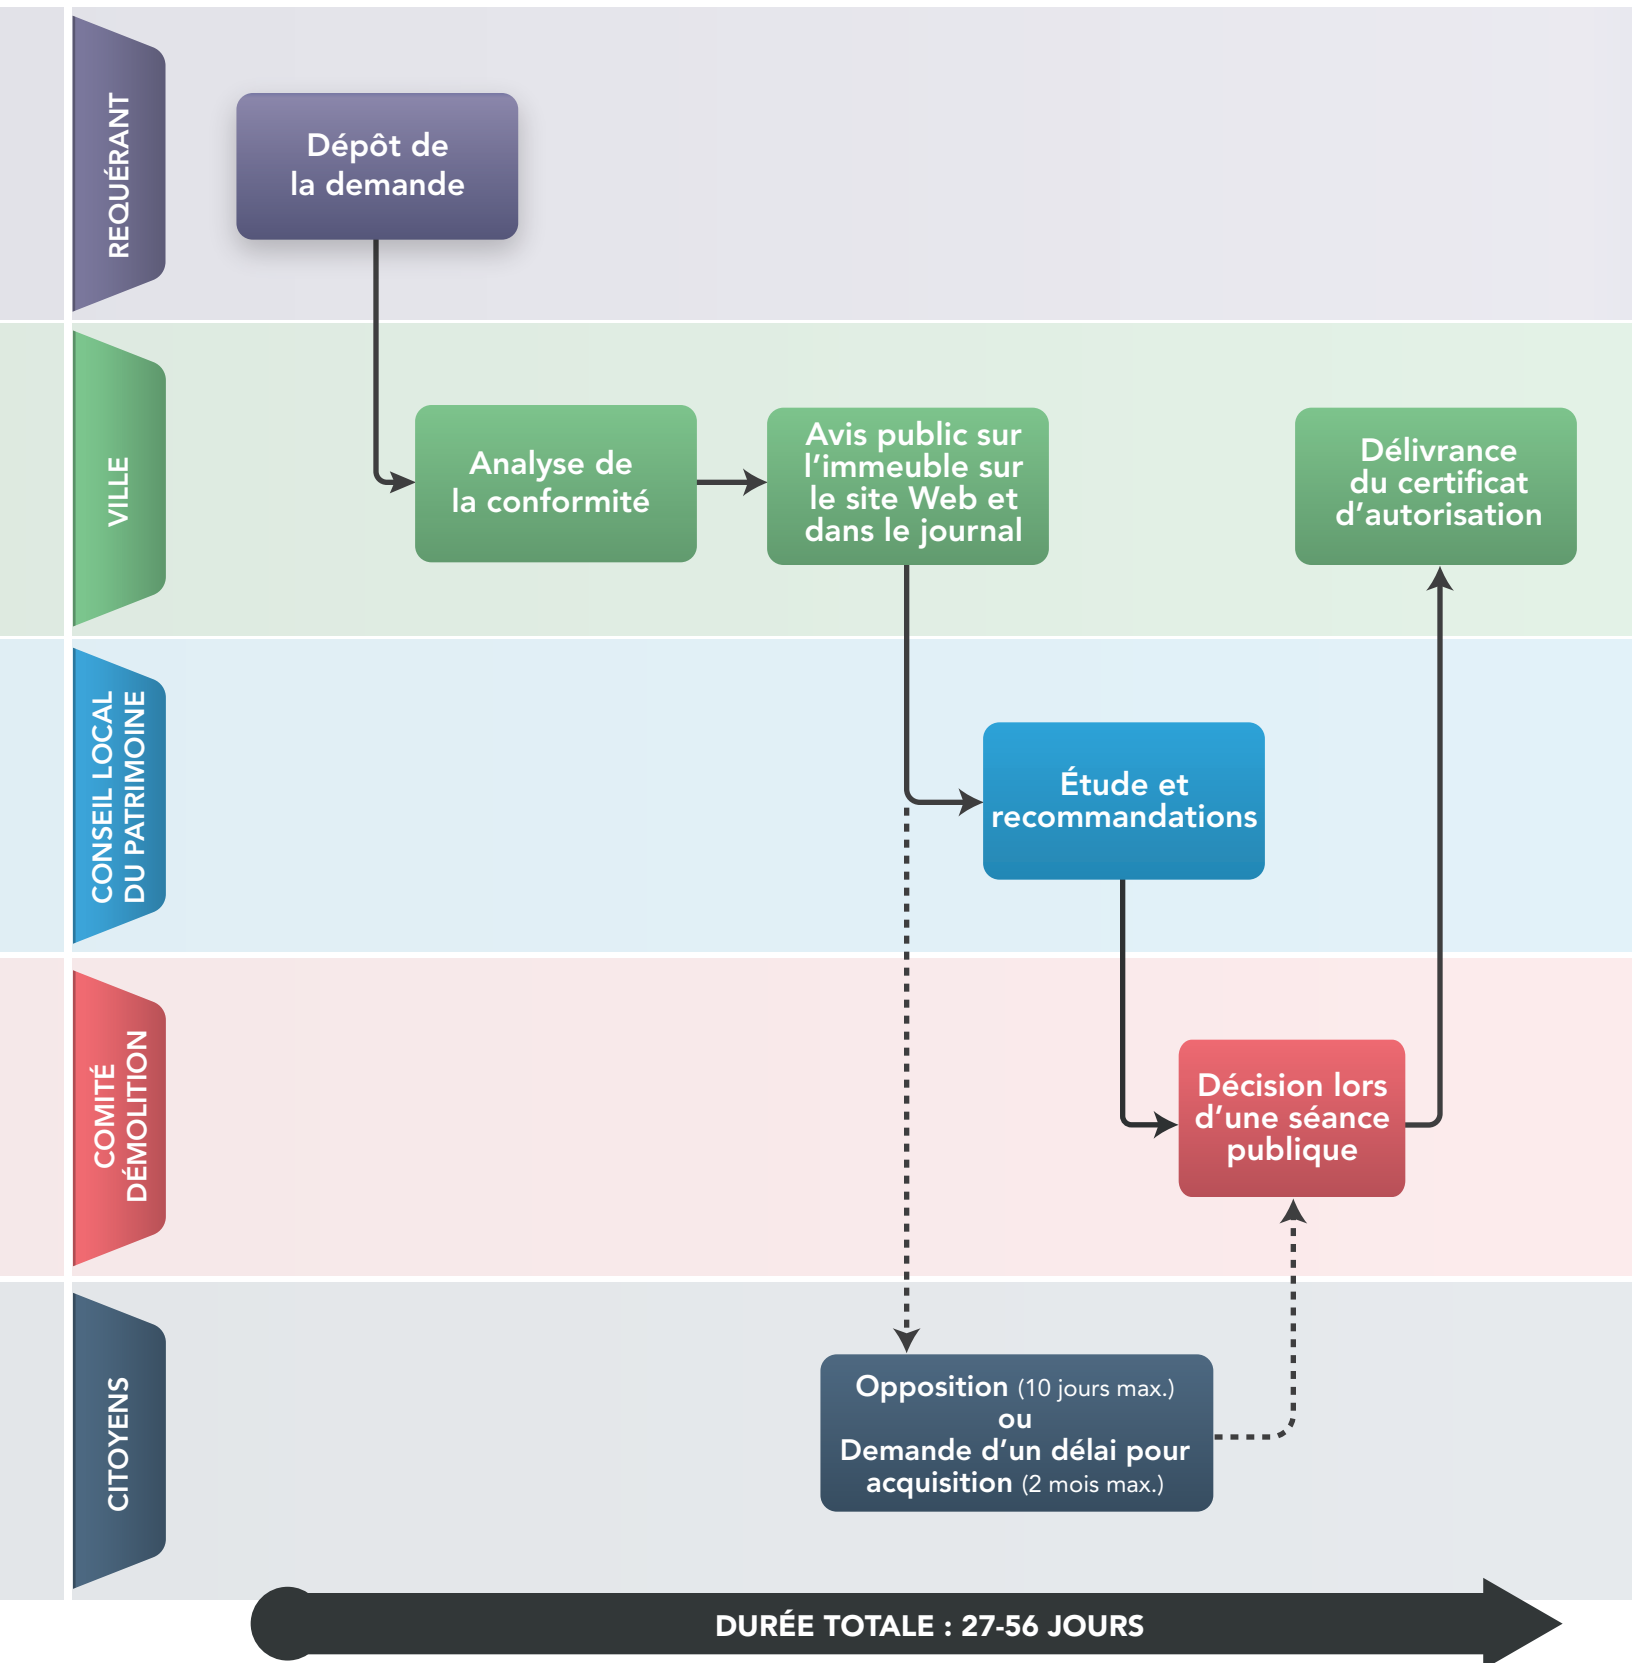 REQUÉRANT
Dépôt de
la demande
VILLE
Analyse de
la conformité
Avis public sur
l'immeuble sur
le site Web et
dans le journal
Délivrance
du certificat
d'autorisation
CONSEIL LOCAL
DU PATRIMOINE
Étude et
recommandations
COMITÉ
DÉMOLITION
Décision lors
d'une séance
publique
CITOYENS
Opposition (10 jours max.)
ou
Demande d'un délai pour
acquisition (2 mois max.)
DURÉE TOTALE : 27-56 JOURS